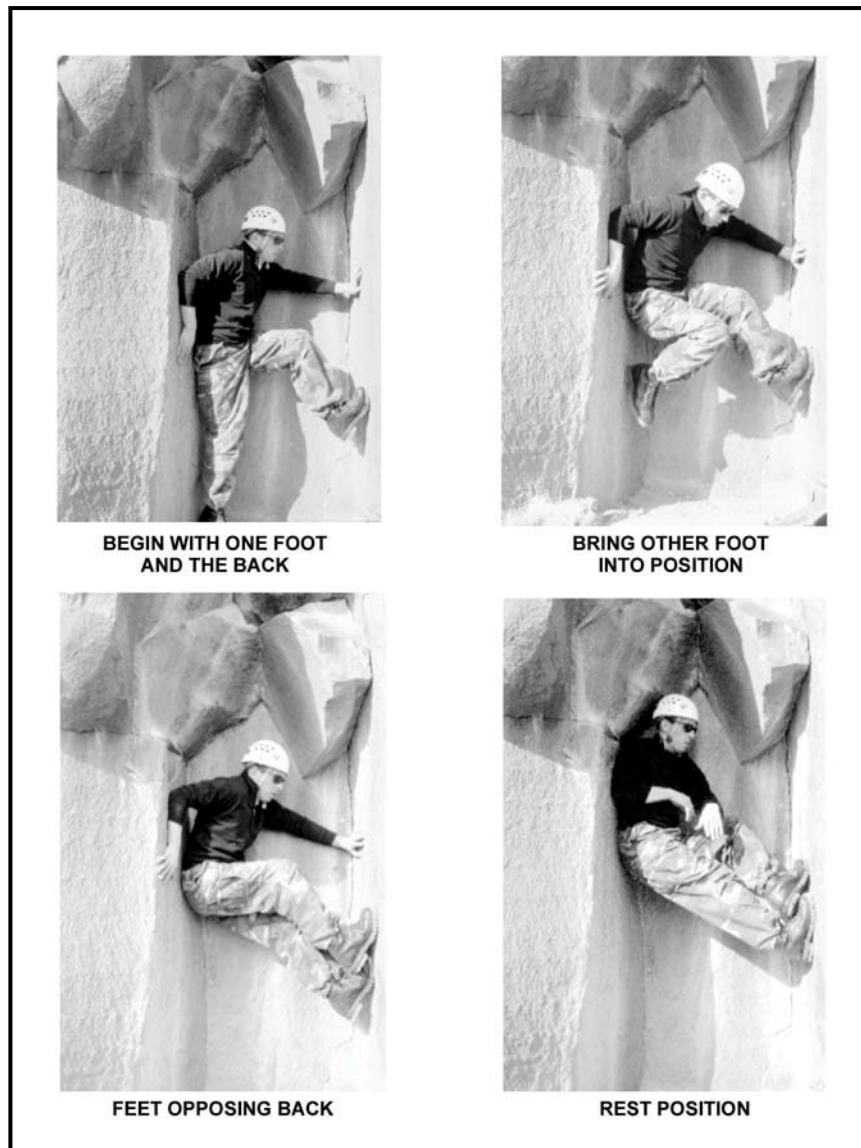 BEGIN WITH ONE FOOT
AND THE BACK
BRING OTHER FOOT
INTO POSITION
FEET OPPOSING BACK
REST POSITION